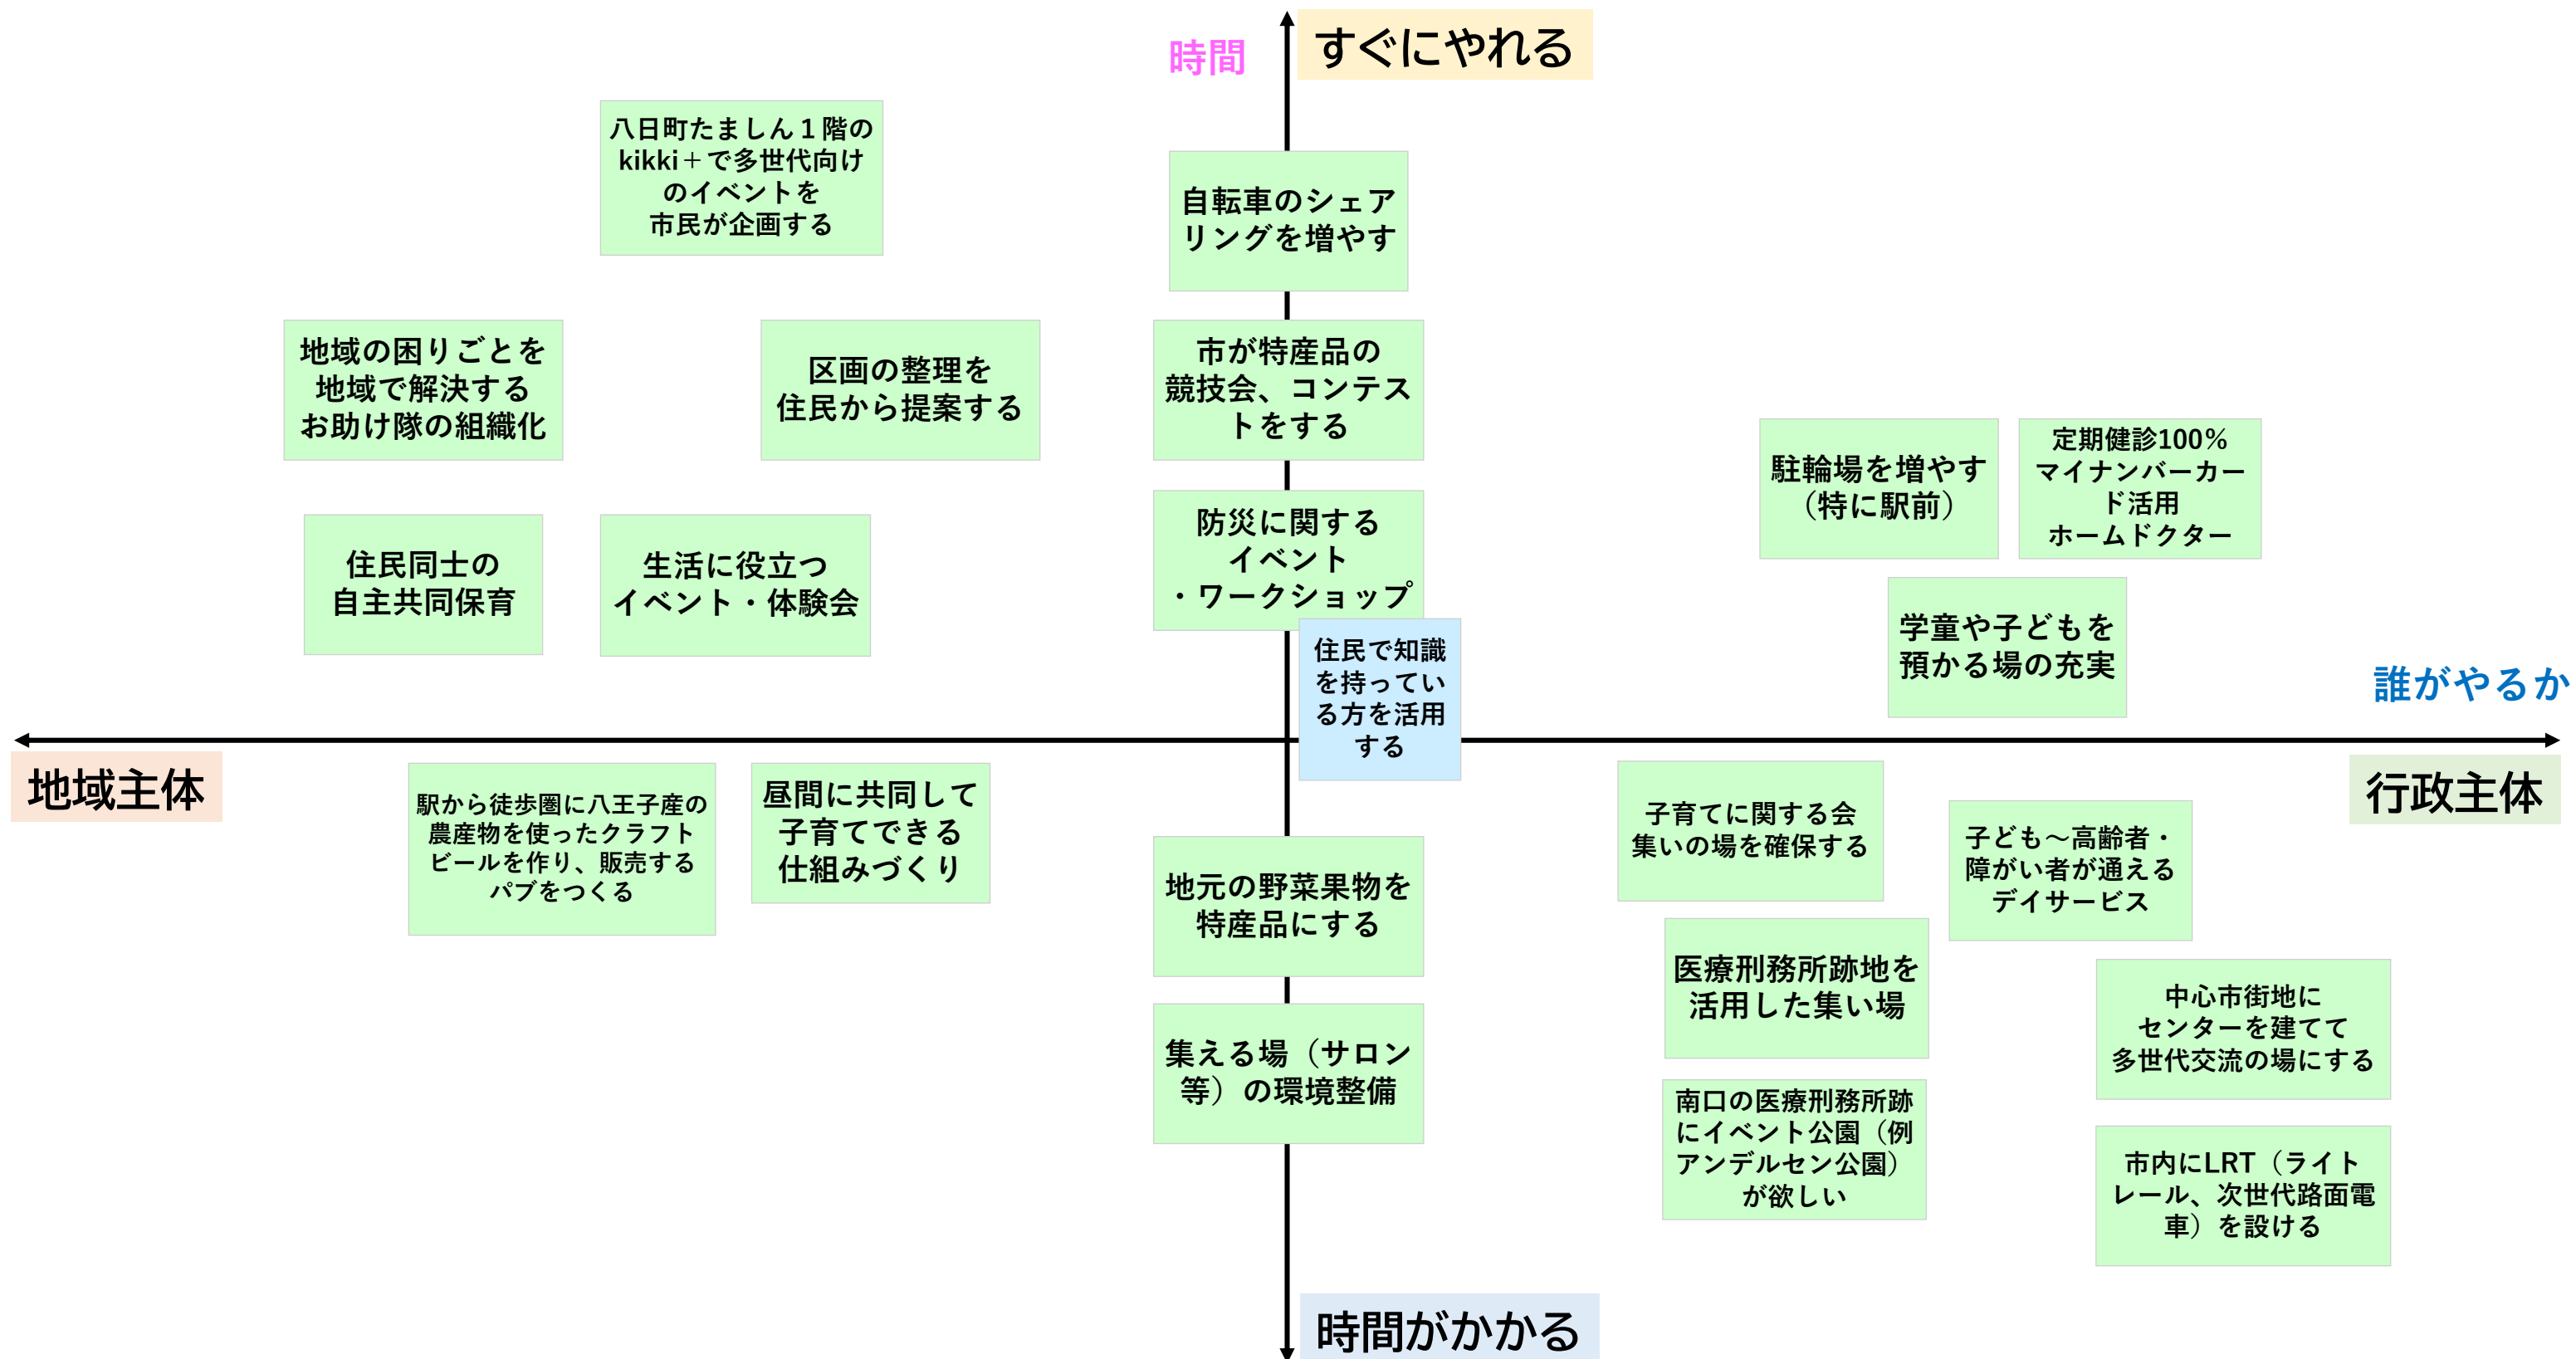 時間
すぐにやれる
八日町たましん１階の
kikki＋で多世代向け
のイベントを
市民が企画する
自転車のシェア
リングを増やす
地域の困りごとを
地域で解決する
お助け隊の組織化
区画の整理を
住民から提案する
市が特産品の
競技会、コンテス
トをする
駐輪場を増やす
（特に駅前）
定期健診100％
マイナンバーカー
ド活用
ホームドクター
住民同士の
自主共同保育
生活に役立つ
イベント・体験会
防災に関する
イベント
・ワークショップ
学童や子どもを
預かる場の充実
住民で知識
を持ってい
る方を活用
する
誰がやるか
地域主体
行政主体
駅から徒歩圏に八王子産の
農産物を使ったクラフト
ビールを作り、販売する
パブをつくる
昼間に共同して
子育てできる
仕組みづくり
地元の野菜果物を
特産品にする
子育てに関する会
集いの場を確保する
子ども～高齢者・
障がい者が通える
デイサービス
医療刑務所跡地を
活用した集い場
中心市街地に
センターを建てて
多世代交流の場にする
集える場（サロン
等）の環境整備
南口の医療刑務所跡
にイベント公園（例
アンデルセン公園）
が欲しい
市内にLRT（ライト
レール、次世代路面電
車）を設ける
時間がかかる